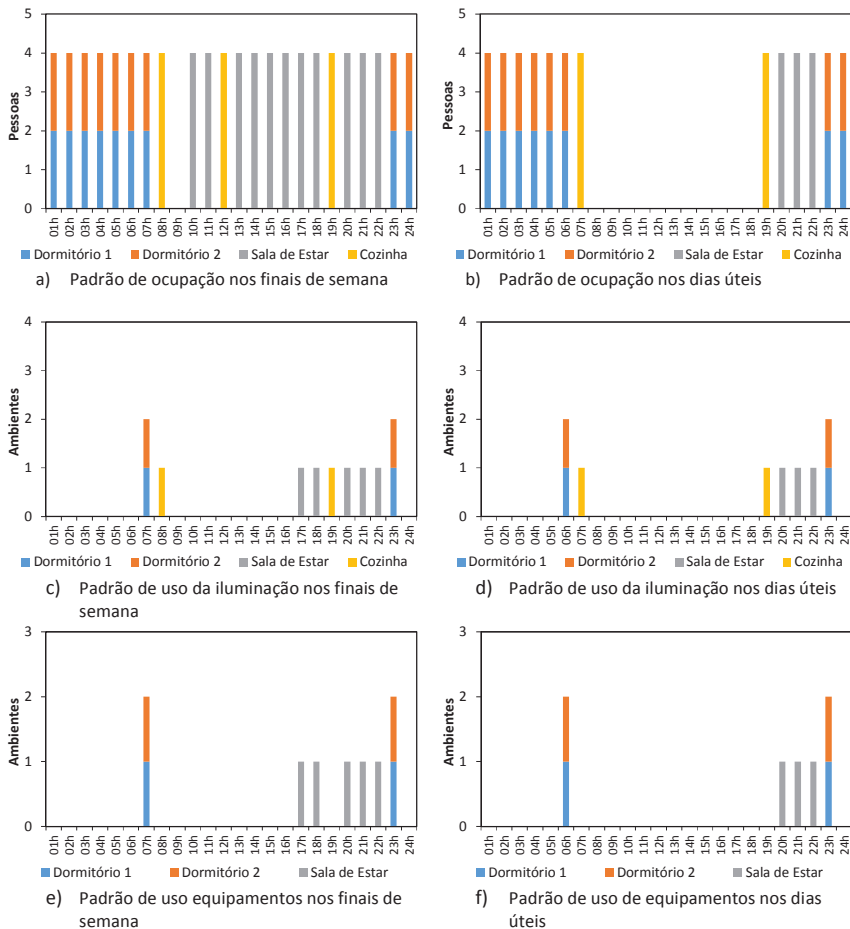 5
4
3
2
1
0
Pessoas
01h 02h 03h 04h 05h 06h 07h 08h 09h 10h 11h 12h 13h 14h 15h 16h 17h 18h 19h 20h 21h 22h 23h 24h
Dormitório 1 Dormitório 2 Sala de Estar Cozinha
a) Padrão de ocupação nos finais de semana
5
4
3
2
1
0
Pessoas
01h 02h 03h 04h 05h 06h 07h 08h 09h 10h 11h 12h 13h 14h 15h 16h 17h 18h 19h 20h 21h 22h 23h 24h
Dormitório 1 Dormitório 2 Sala de Estar Cozinha
b) Padrão de ocupação nos dias úteis
4
3
2
1
0
Ambientes
01h 02h 03h 04h 05h 06h 07h 08h 09h 10h 11h 12h 13h 14h 15h 16h 17h 18h 19h 20h 21h 22h 23h 24h
Dormitório 1 Dormitório 2 Sala de Estar Cozinha
c) Padrão de uso da iluminação nos finais de
semana
4
3
2
1
0
Ambientes
01h 02h 03h 04h 05h 06h 07h 08h 09h 10h 11h 12h 13h 14h 15h 16h 17h 18h 19h 20h 21h 22h 23h 24h
Dormitório 1 Dormitório 2 Sala de Estar Cozinha
d) Padrão de uso da iluminação nos dias úteis
3
2
1
0
Ambientes
01h 02h 03h 04h 05h 06h 07h 08h 09h 10h 11h 12h 13h 14h 15h 16h 17h 18h 19h 20h 21h 22h 23h 24h
Dormitório 1 Dormitório 2 Sala de Estar
e) Padrão de uso equipamentos nos finais de
semana
3
2
1
0
Ambientes
01h 02h 03h 04h 05h 06h 07h 08h 09h 10h 11h 12h 13h 14h 15h 16h 17h 18h 19h 20h 21h 22h 23h 24h
Dormitório 1 Dormitório 2 Sala de Estar
f) Padrão de uso de equipamentos nos dias
úteis